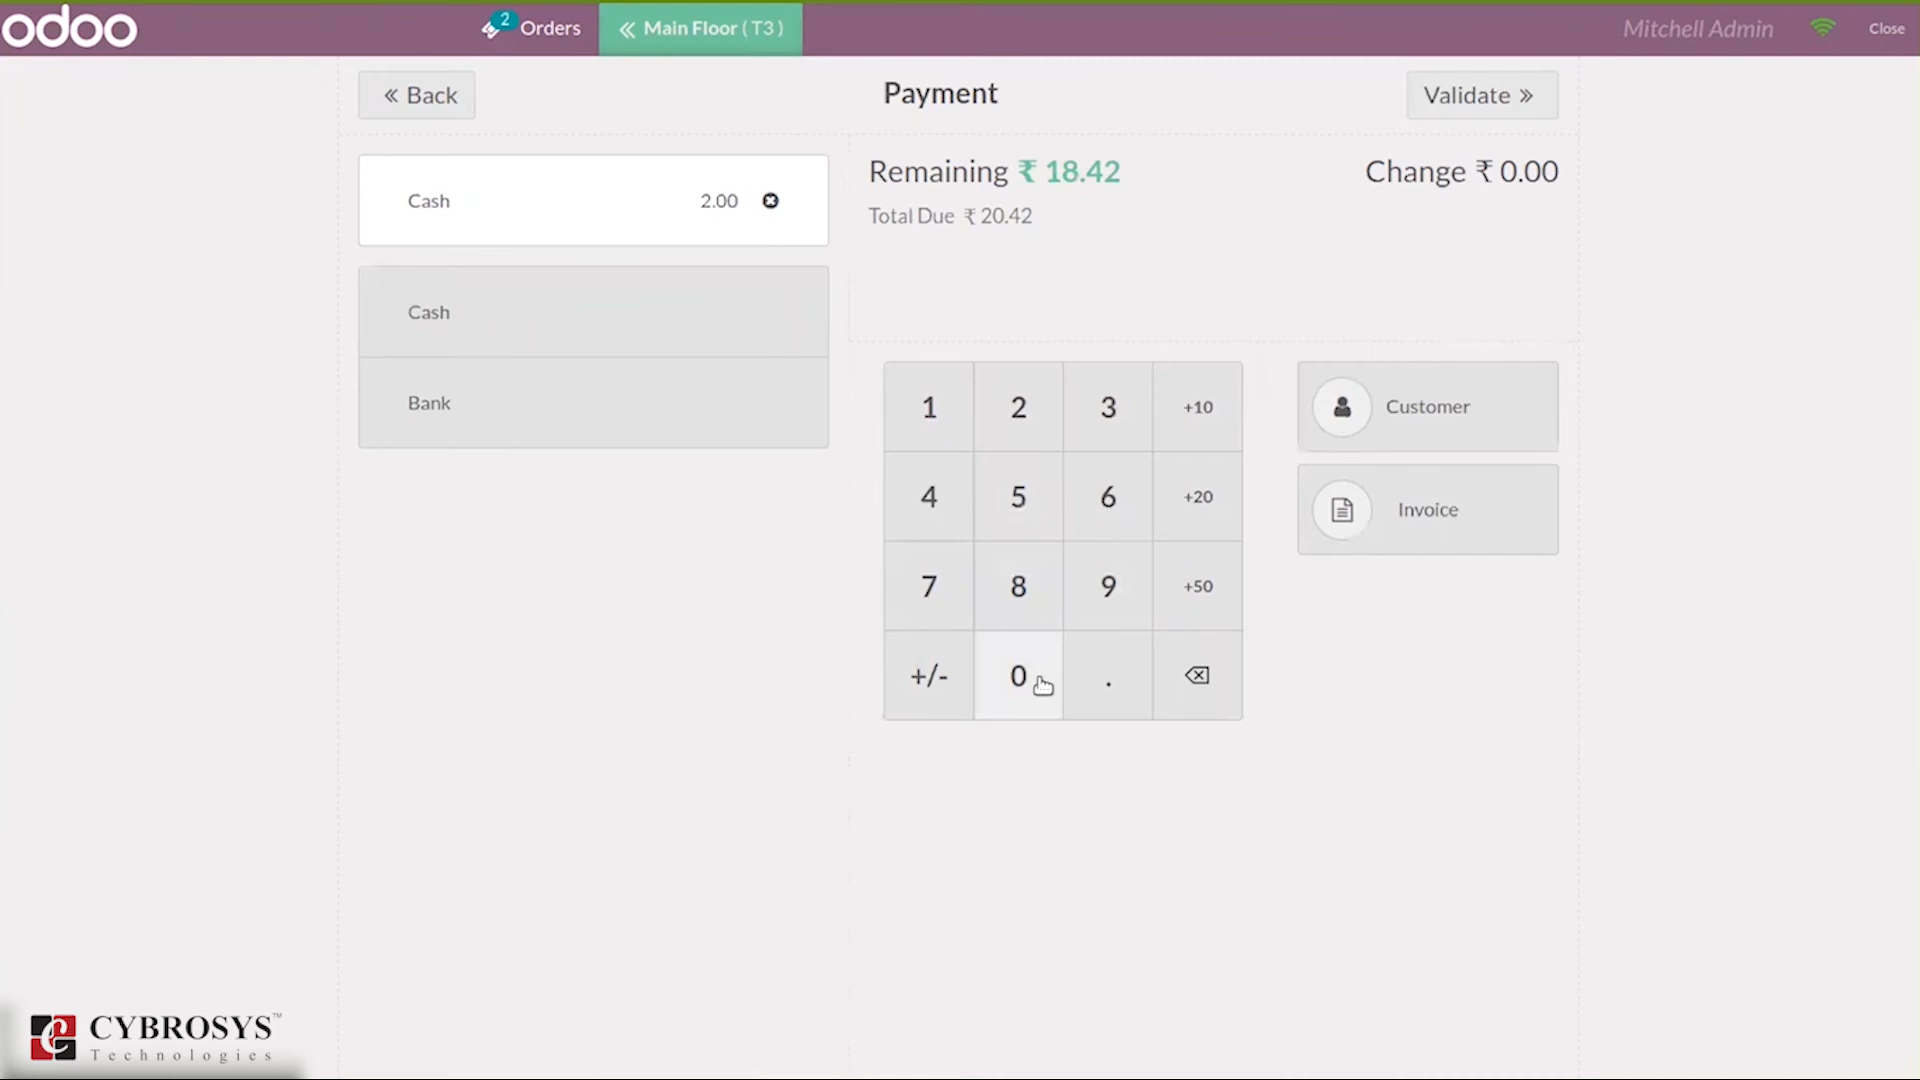 odoo
2
Orders
Main Floor ( T3 )
Mitchell Admin
Close
Back
Payment
Validate
Cash 2.00
Remaining ₹ 18.42
Change ₹ 0.00
Total Due ₹ 20.42
Cash
Bank
1 2 3 +10
4 5 6 +20
7 8 9 +50
+/- 0 .
Customer
Invoice
CYBROSYS™
Technologies